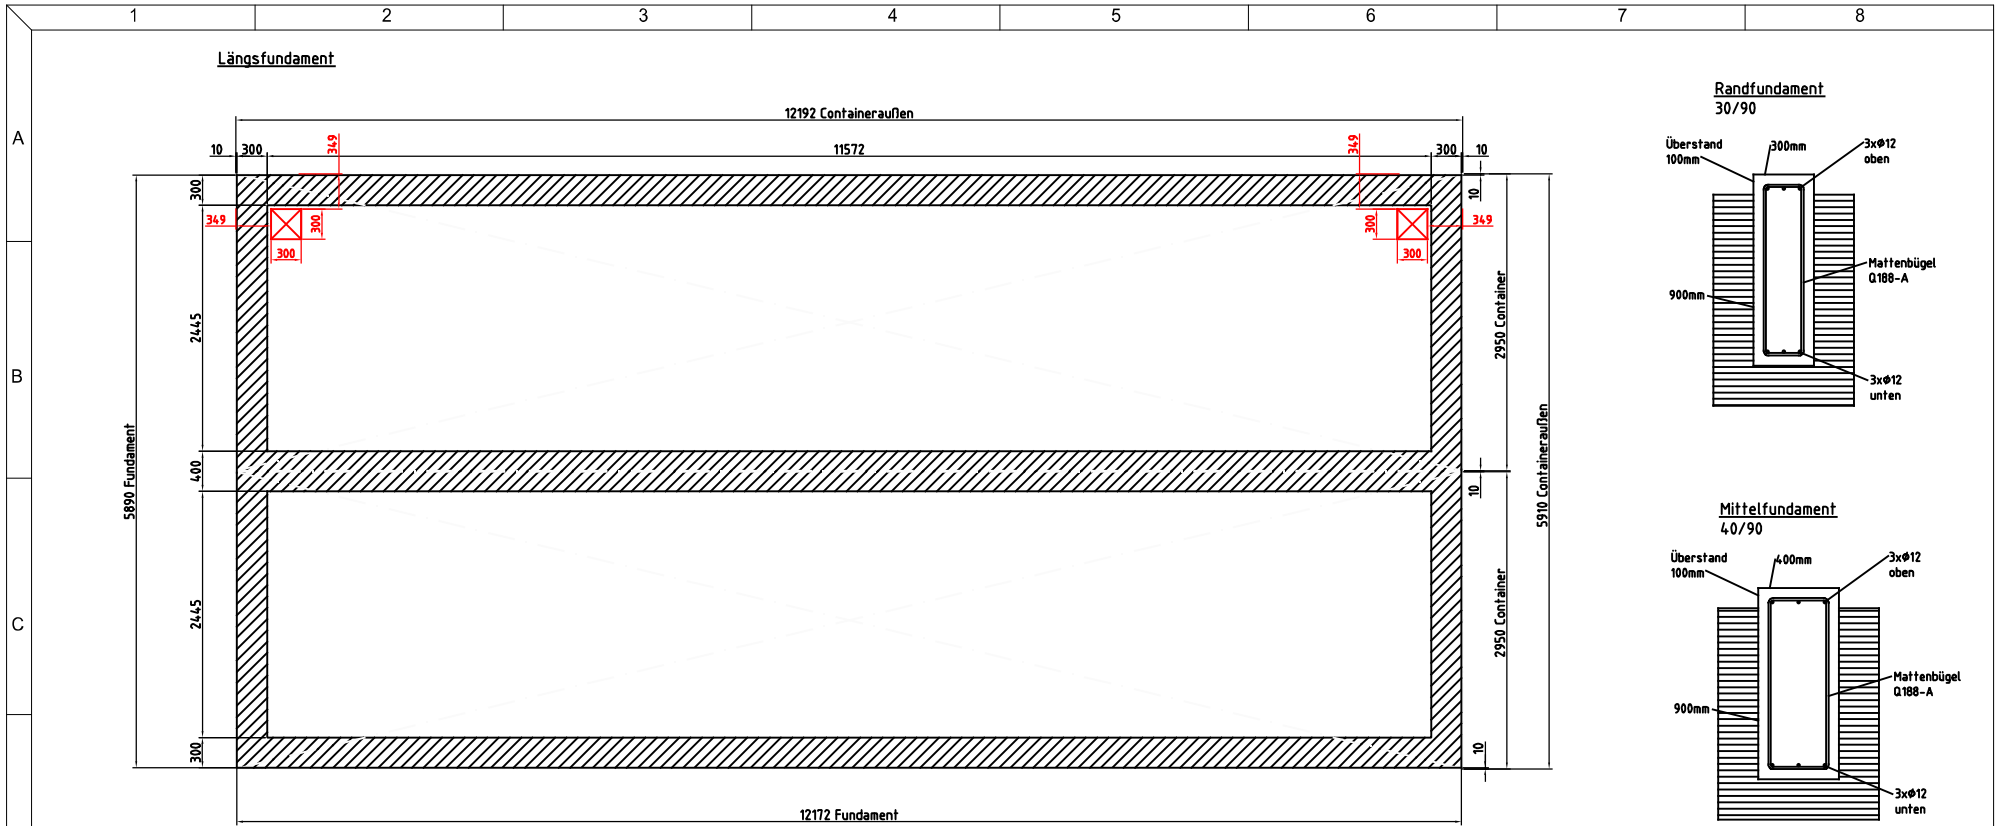 1 2 3 4 5 6 7 8
A
B
C
Längsfundament
12192 Containeraußen
10 300 349 11572 349 300 10
300
349
300
300
300
300
349
10
2445
2950 Container
5890 Fundament
400
10
5910 Containeraußen
2445
2950 Container
300
10
12172 Fundament
Randfundament
30/90
Überstand
100mm
300mm
3xϕ12
oben
Mattenbügel
Q188-A
900mm
3xϕ12
unten
Mittelfundament
40/90
Überstand
100mm
400mm
3xϕ12
oben
Mattenbügel
Q188-A
900mm
3xϕ12
unten